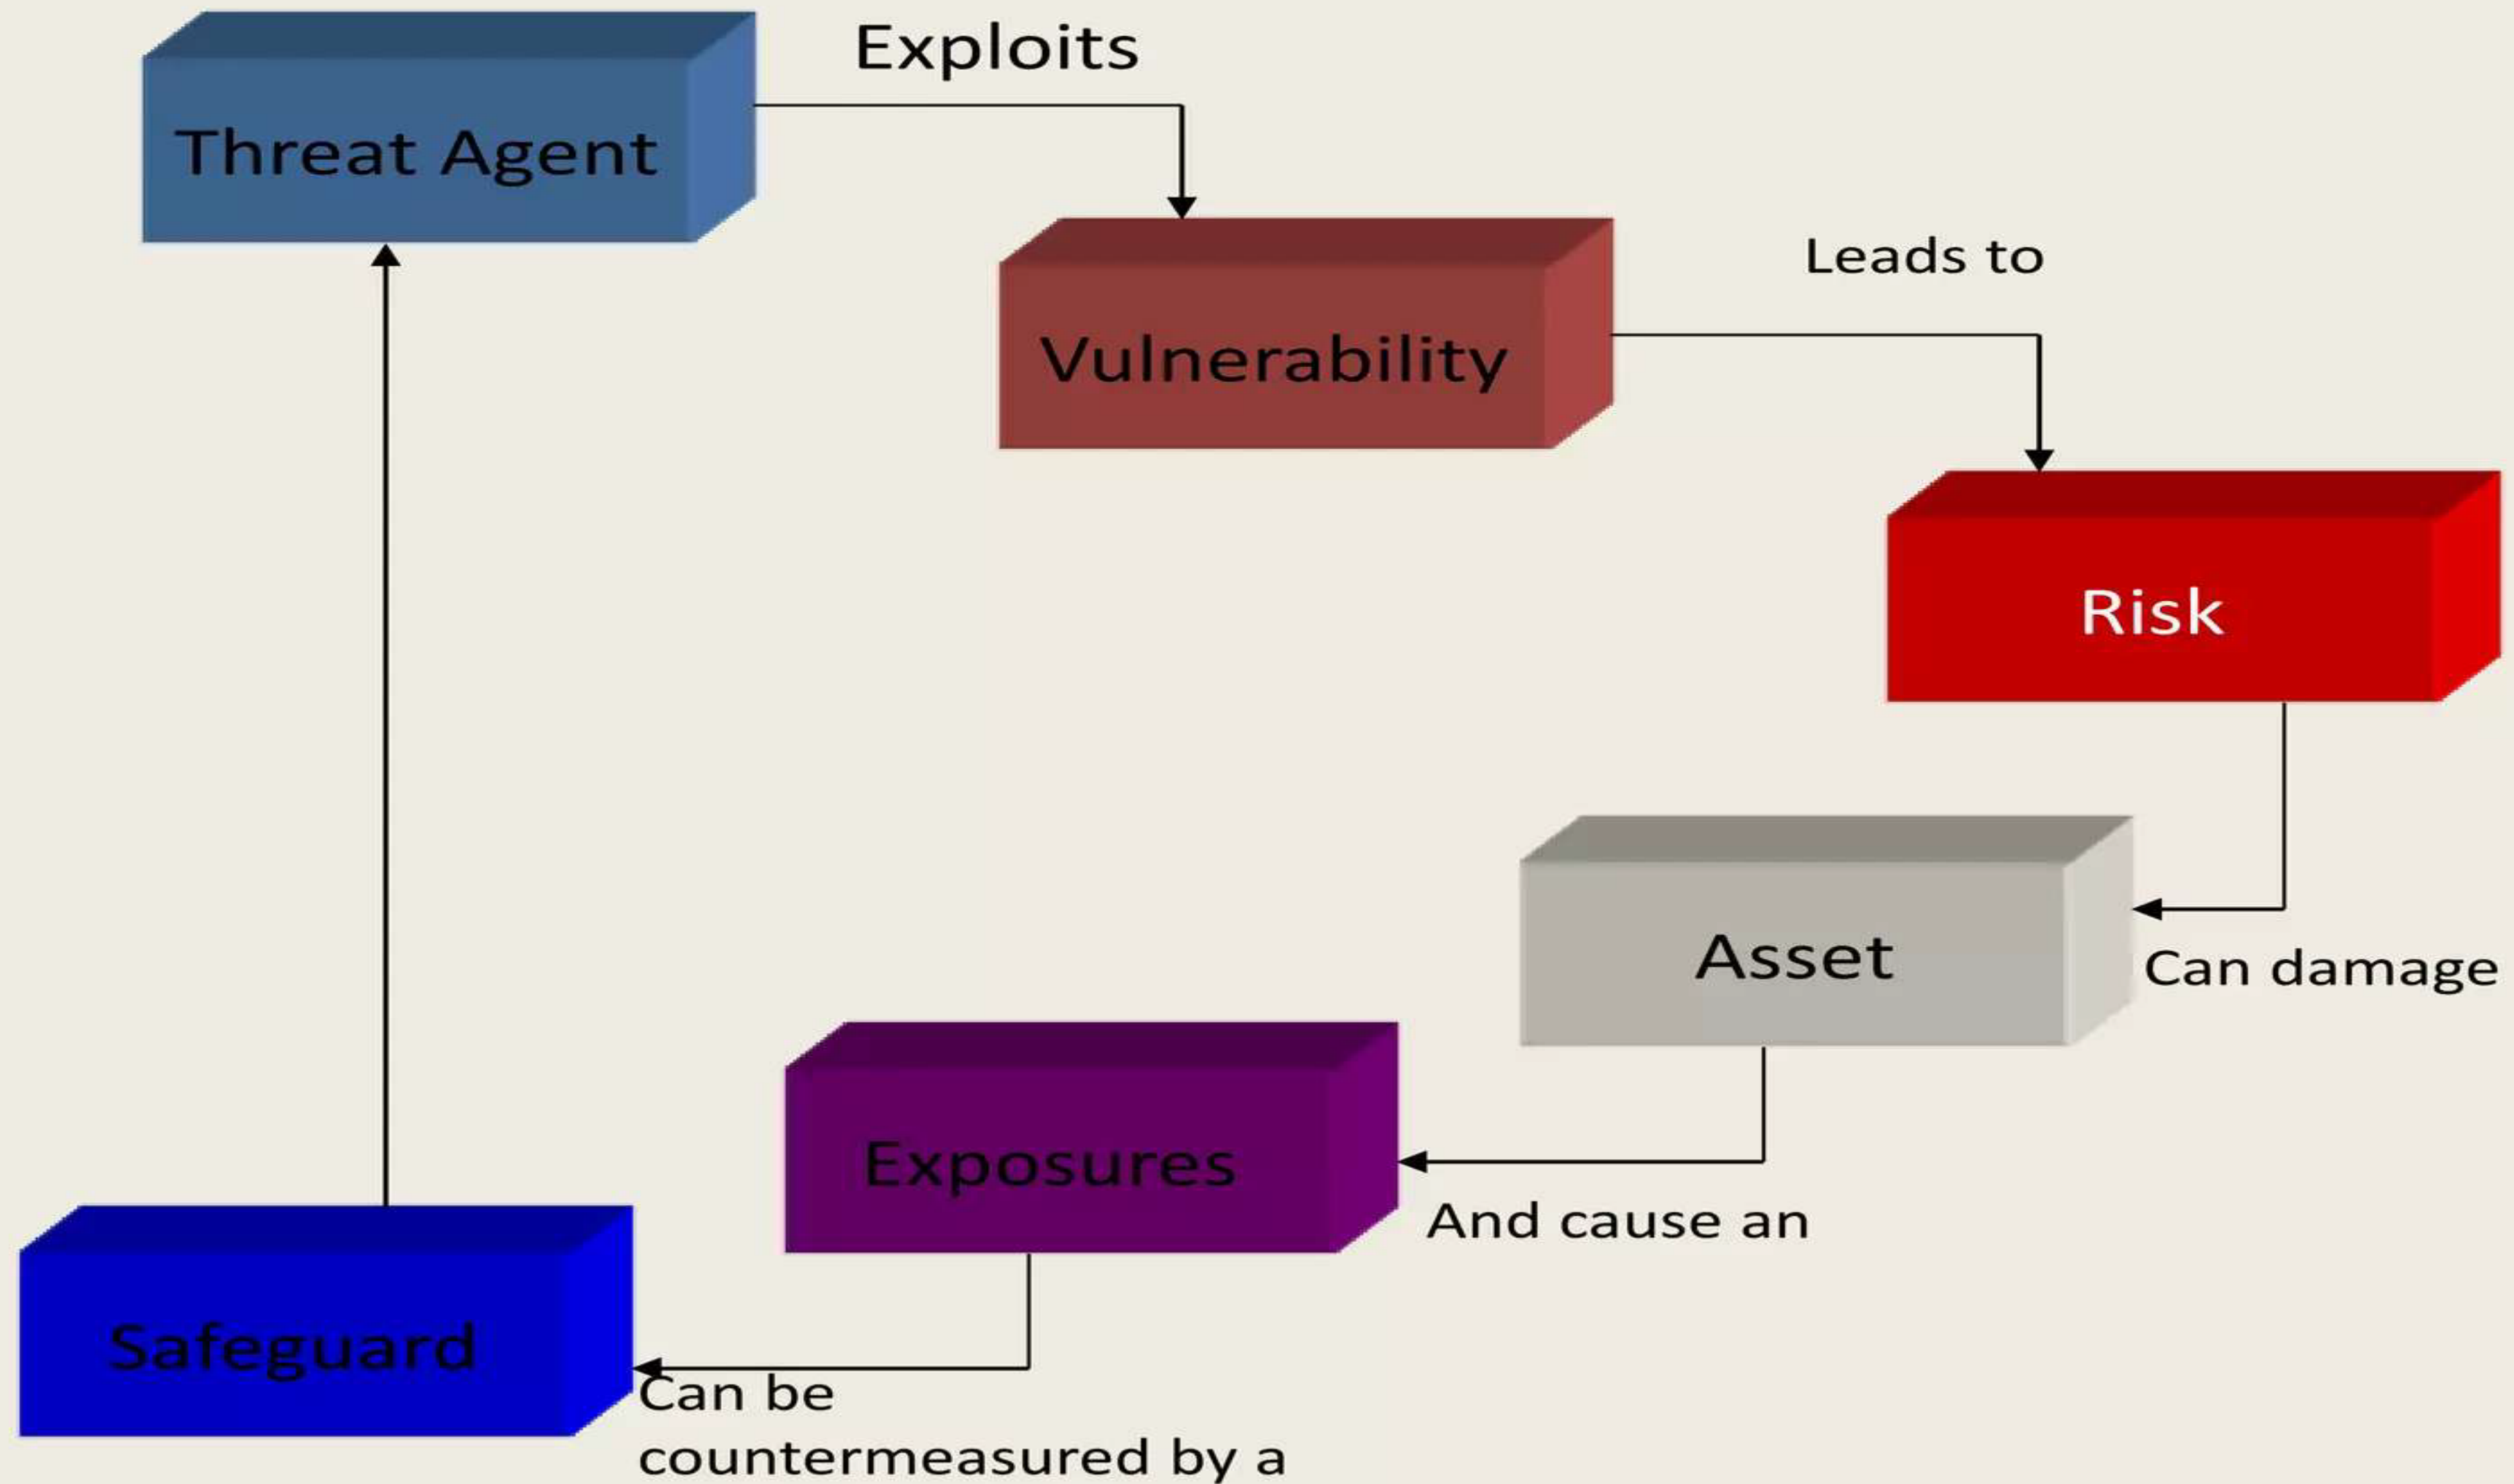 Exploits
Threat Agent
Leads to
Vulnerability
Risk
Asset
Can damage
Exposures
And cause an
Safeguard
Can be
countermeasured by a